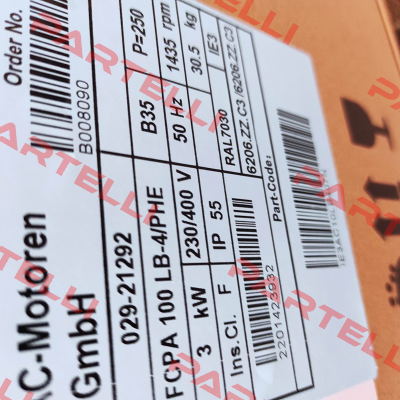 C-Motoren
GmbH
Order No
B008090
029-21292 B35 P=250
FCPA 100 LB-4/PHE 50 Hz 1435 rpm
3 kW 230/400 V 30.5 kg
Ins.Cl. F IP 55 RAL7030 IE3
6206.ZZ.C3/6206.ZZ.C3
2201423932 Part-Code:
PARTELLI
PARTELLI
PARTELLI